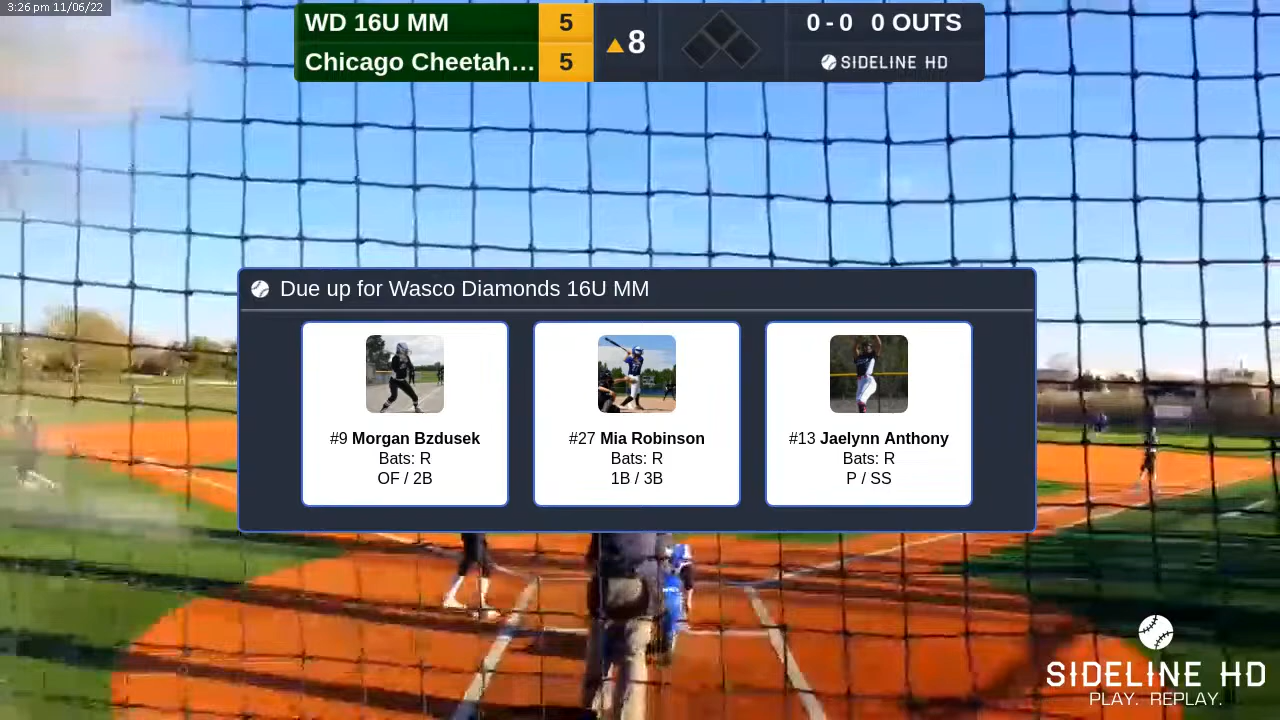 3:26 pm 11/06/22
WD 16U MM 5
Chicago Cheetah... 5
▲8
0 - 0 0 OUTS
SIDELINE HD
Due up for Wasco Diamonds 16U MM
#9 Morgan Bzdusek
Bats: R
OF / 2B
#27 Mia Robinson
Bats: R
1B / 3B
#13 Jaelynn Anthony
Bats: R
P / SS
SIDELINE HD
PLAY. REPLAY.